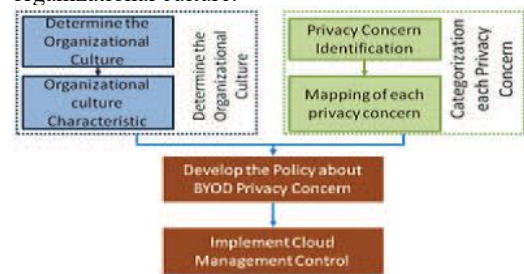 organizational culture.
Determine the
Organizational
Culture
Organizational
culture
Characteristic
Determine the
Organizational
Culture
Privacy Concern
Identification
Mapping of each
privacy concern
Categorization
each Privacy
Concern
Develop the Policy about
BYOD Privacy Concern
Implement Cloud
Management Control